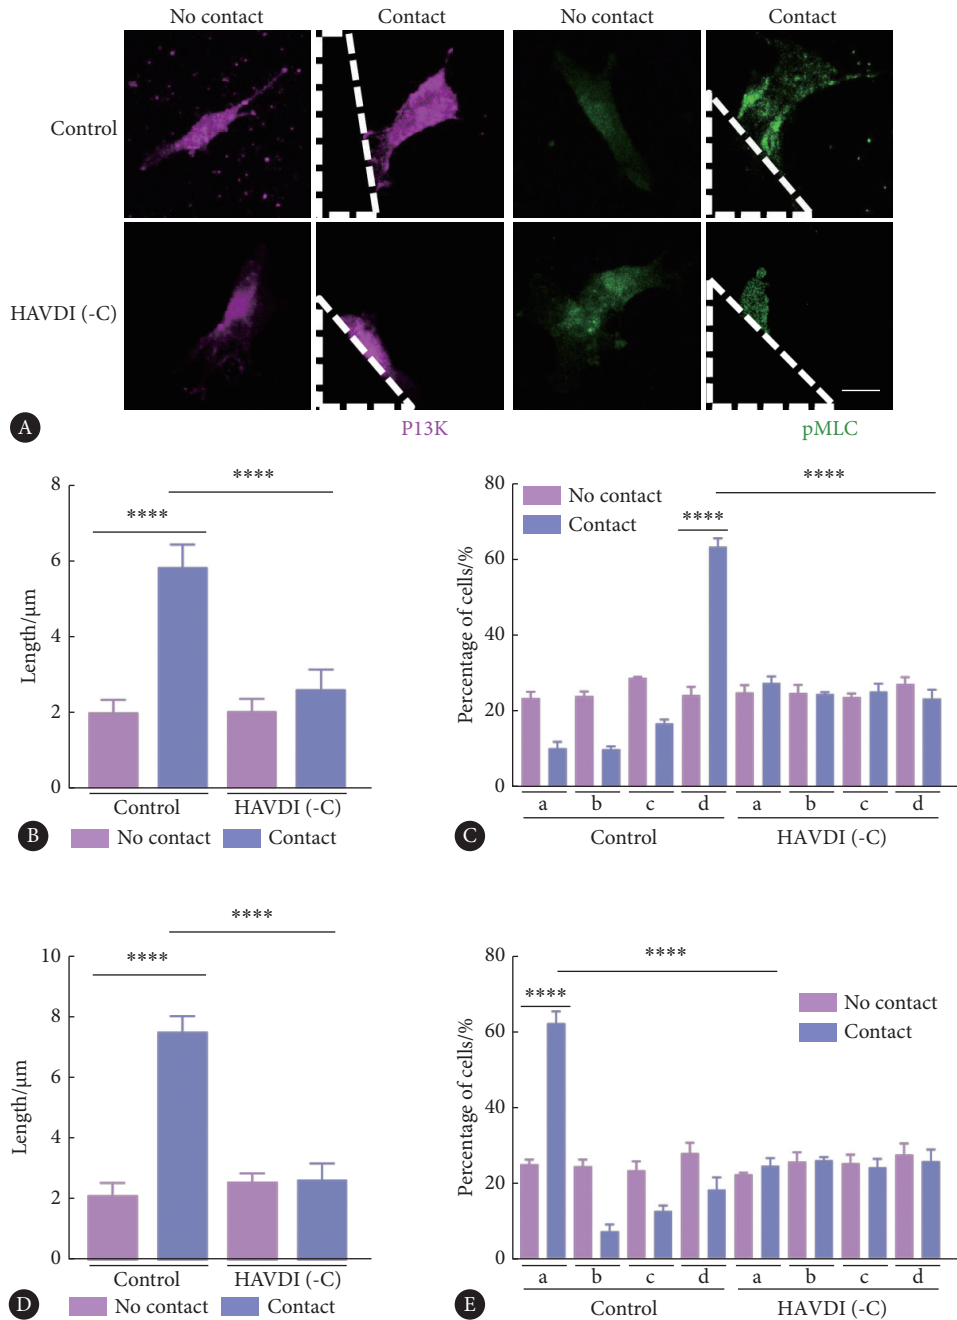 No contact
Contact
No contact
Contact
Control
HAVDI (-C)
A
P13K
pMLC
8
6
4
2
0
Length/μm
****
****
Control
HAVDI (-C)
B
No contact
Contact
80
60
40
20
0
Percentage of cells/%
No contact
Contact
****
****
a b c d a b c d
Control
HAVDI (-C)
C
10
8
6
4
2
0
Length/μm
****
****
Control
HAVDI (-C)
D
No contact
Contact
80
60
40
20
0
Percentage of cells/%
****
****
No contact
Contact
a b c d a b c d
Control
HAVDI (-C)
E